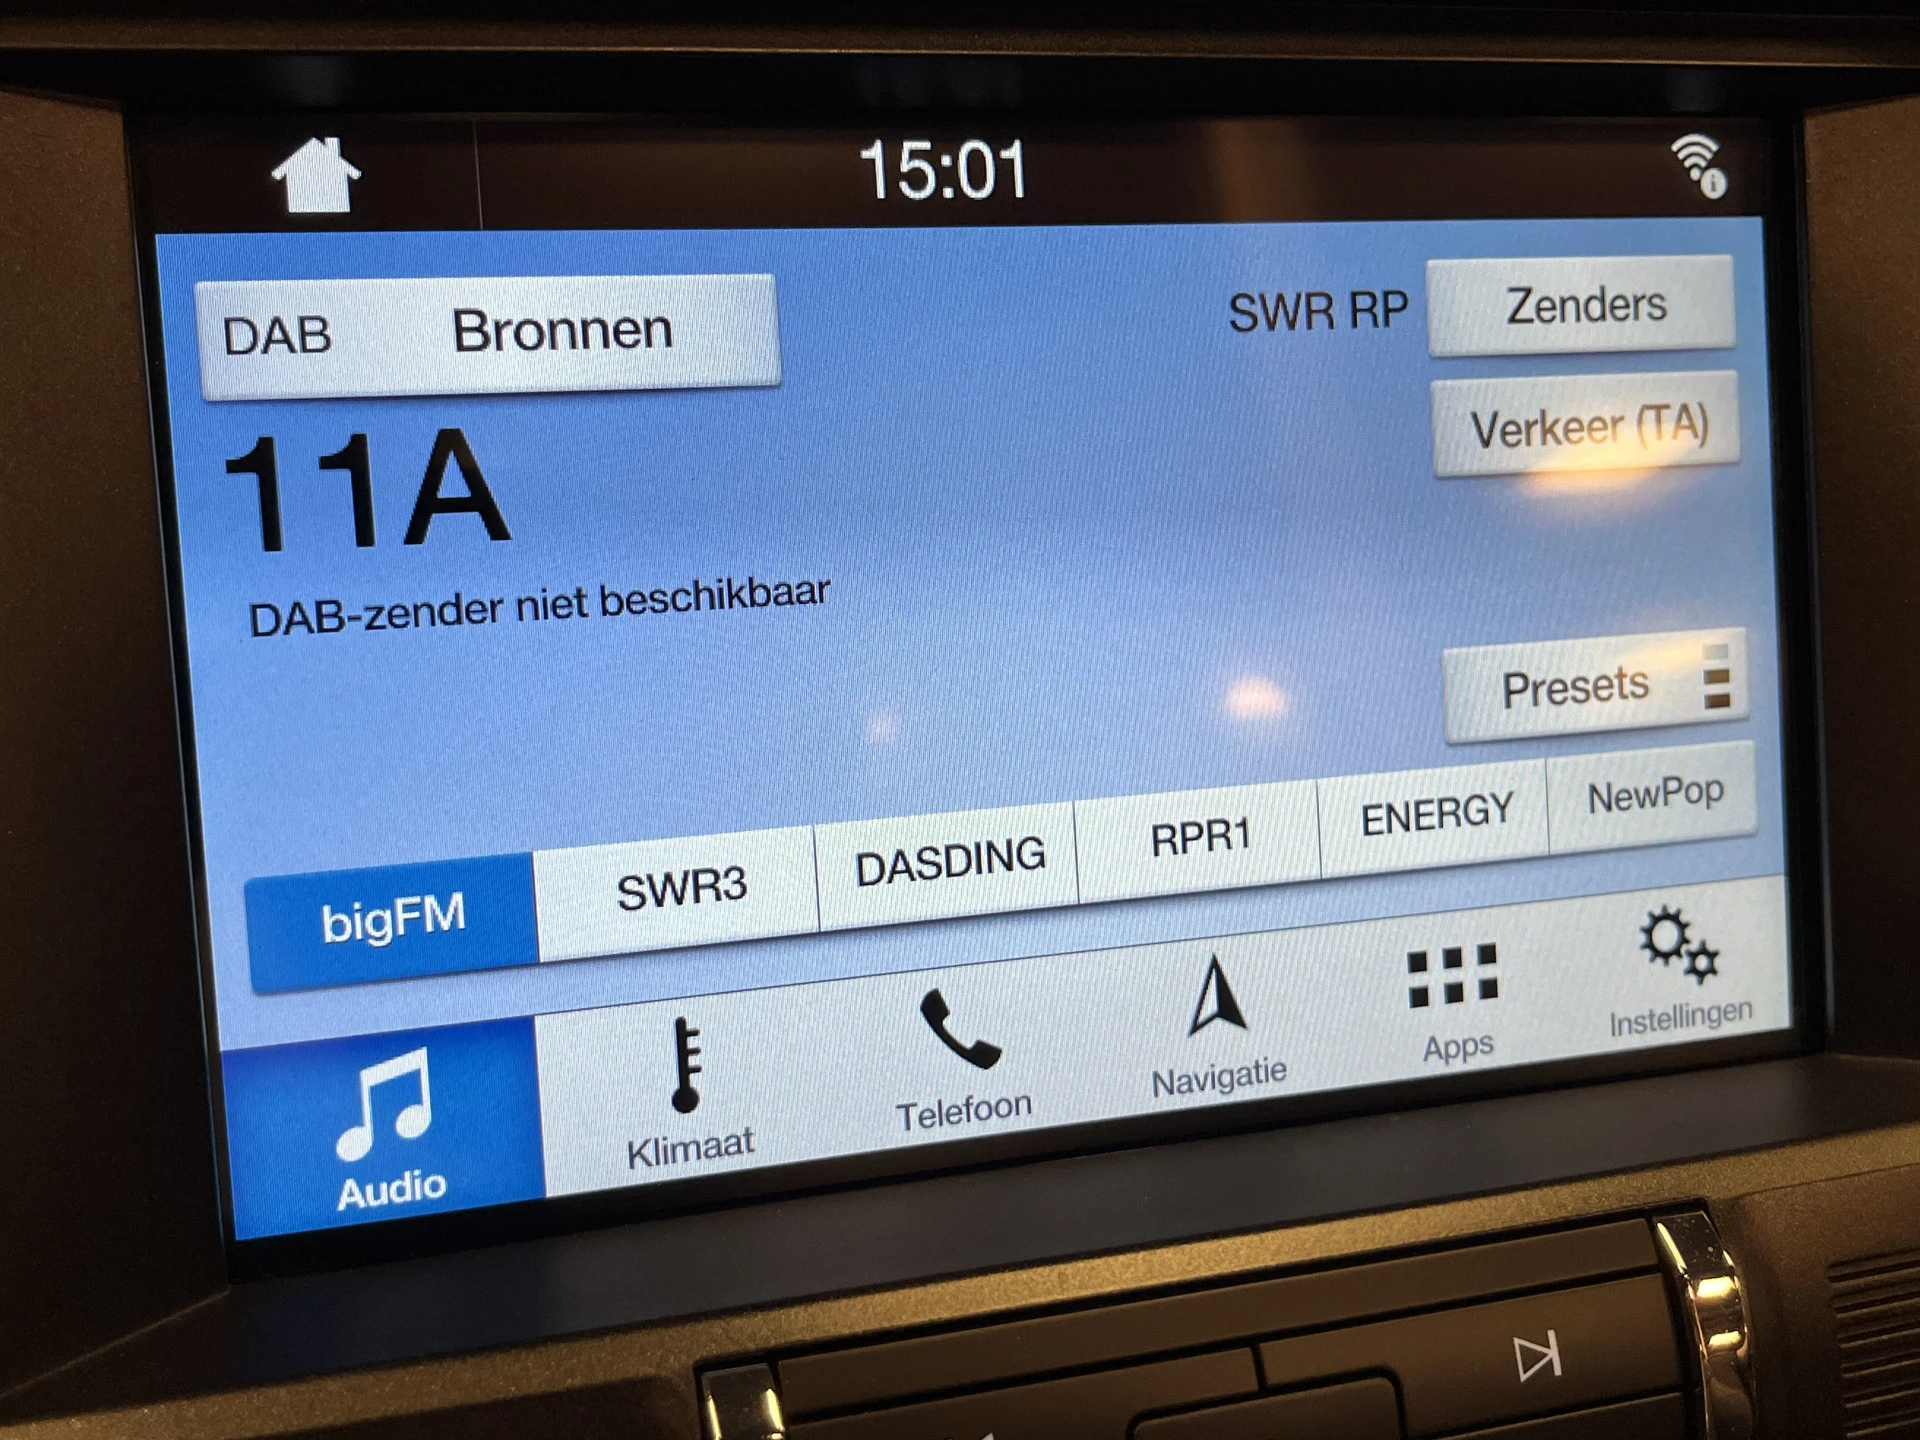 15:01
DAB Bronnen
SWR RP Zenders
Verkeer (TA)
11A
DAB-zender niet beschikbaar
Presets
bigFM SWR3 DASDING RPR1 ENERGY NewPop
Audio Klimaat Telefoon Navigatie Apps Instellingen